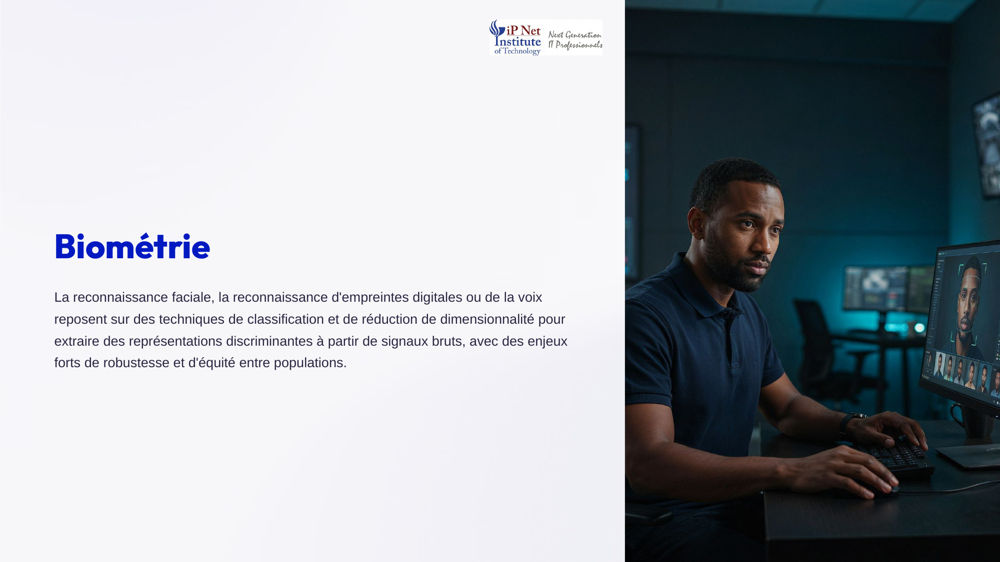 iP Net
Institute
of Technology
Next Generation
IT Professionnels
Biométrie
La reconnaissance faciale, la reconnaissance d'empreintes digitales ou de la voix
reposent sur des techniques de classification et de réduction de dimensionnalité pour
extraire des représentations discriminantes à partir de signaux bruts, avec des enjeux
forts de robustesse et d'équité entre populations.